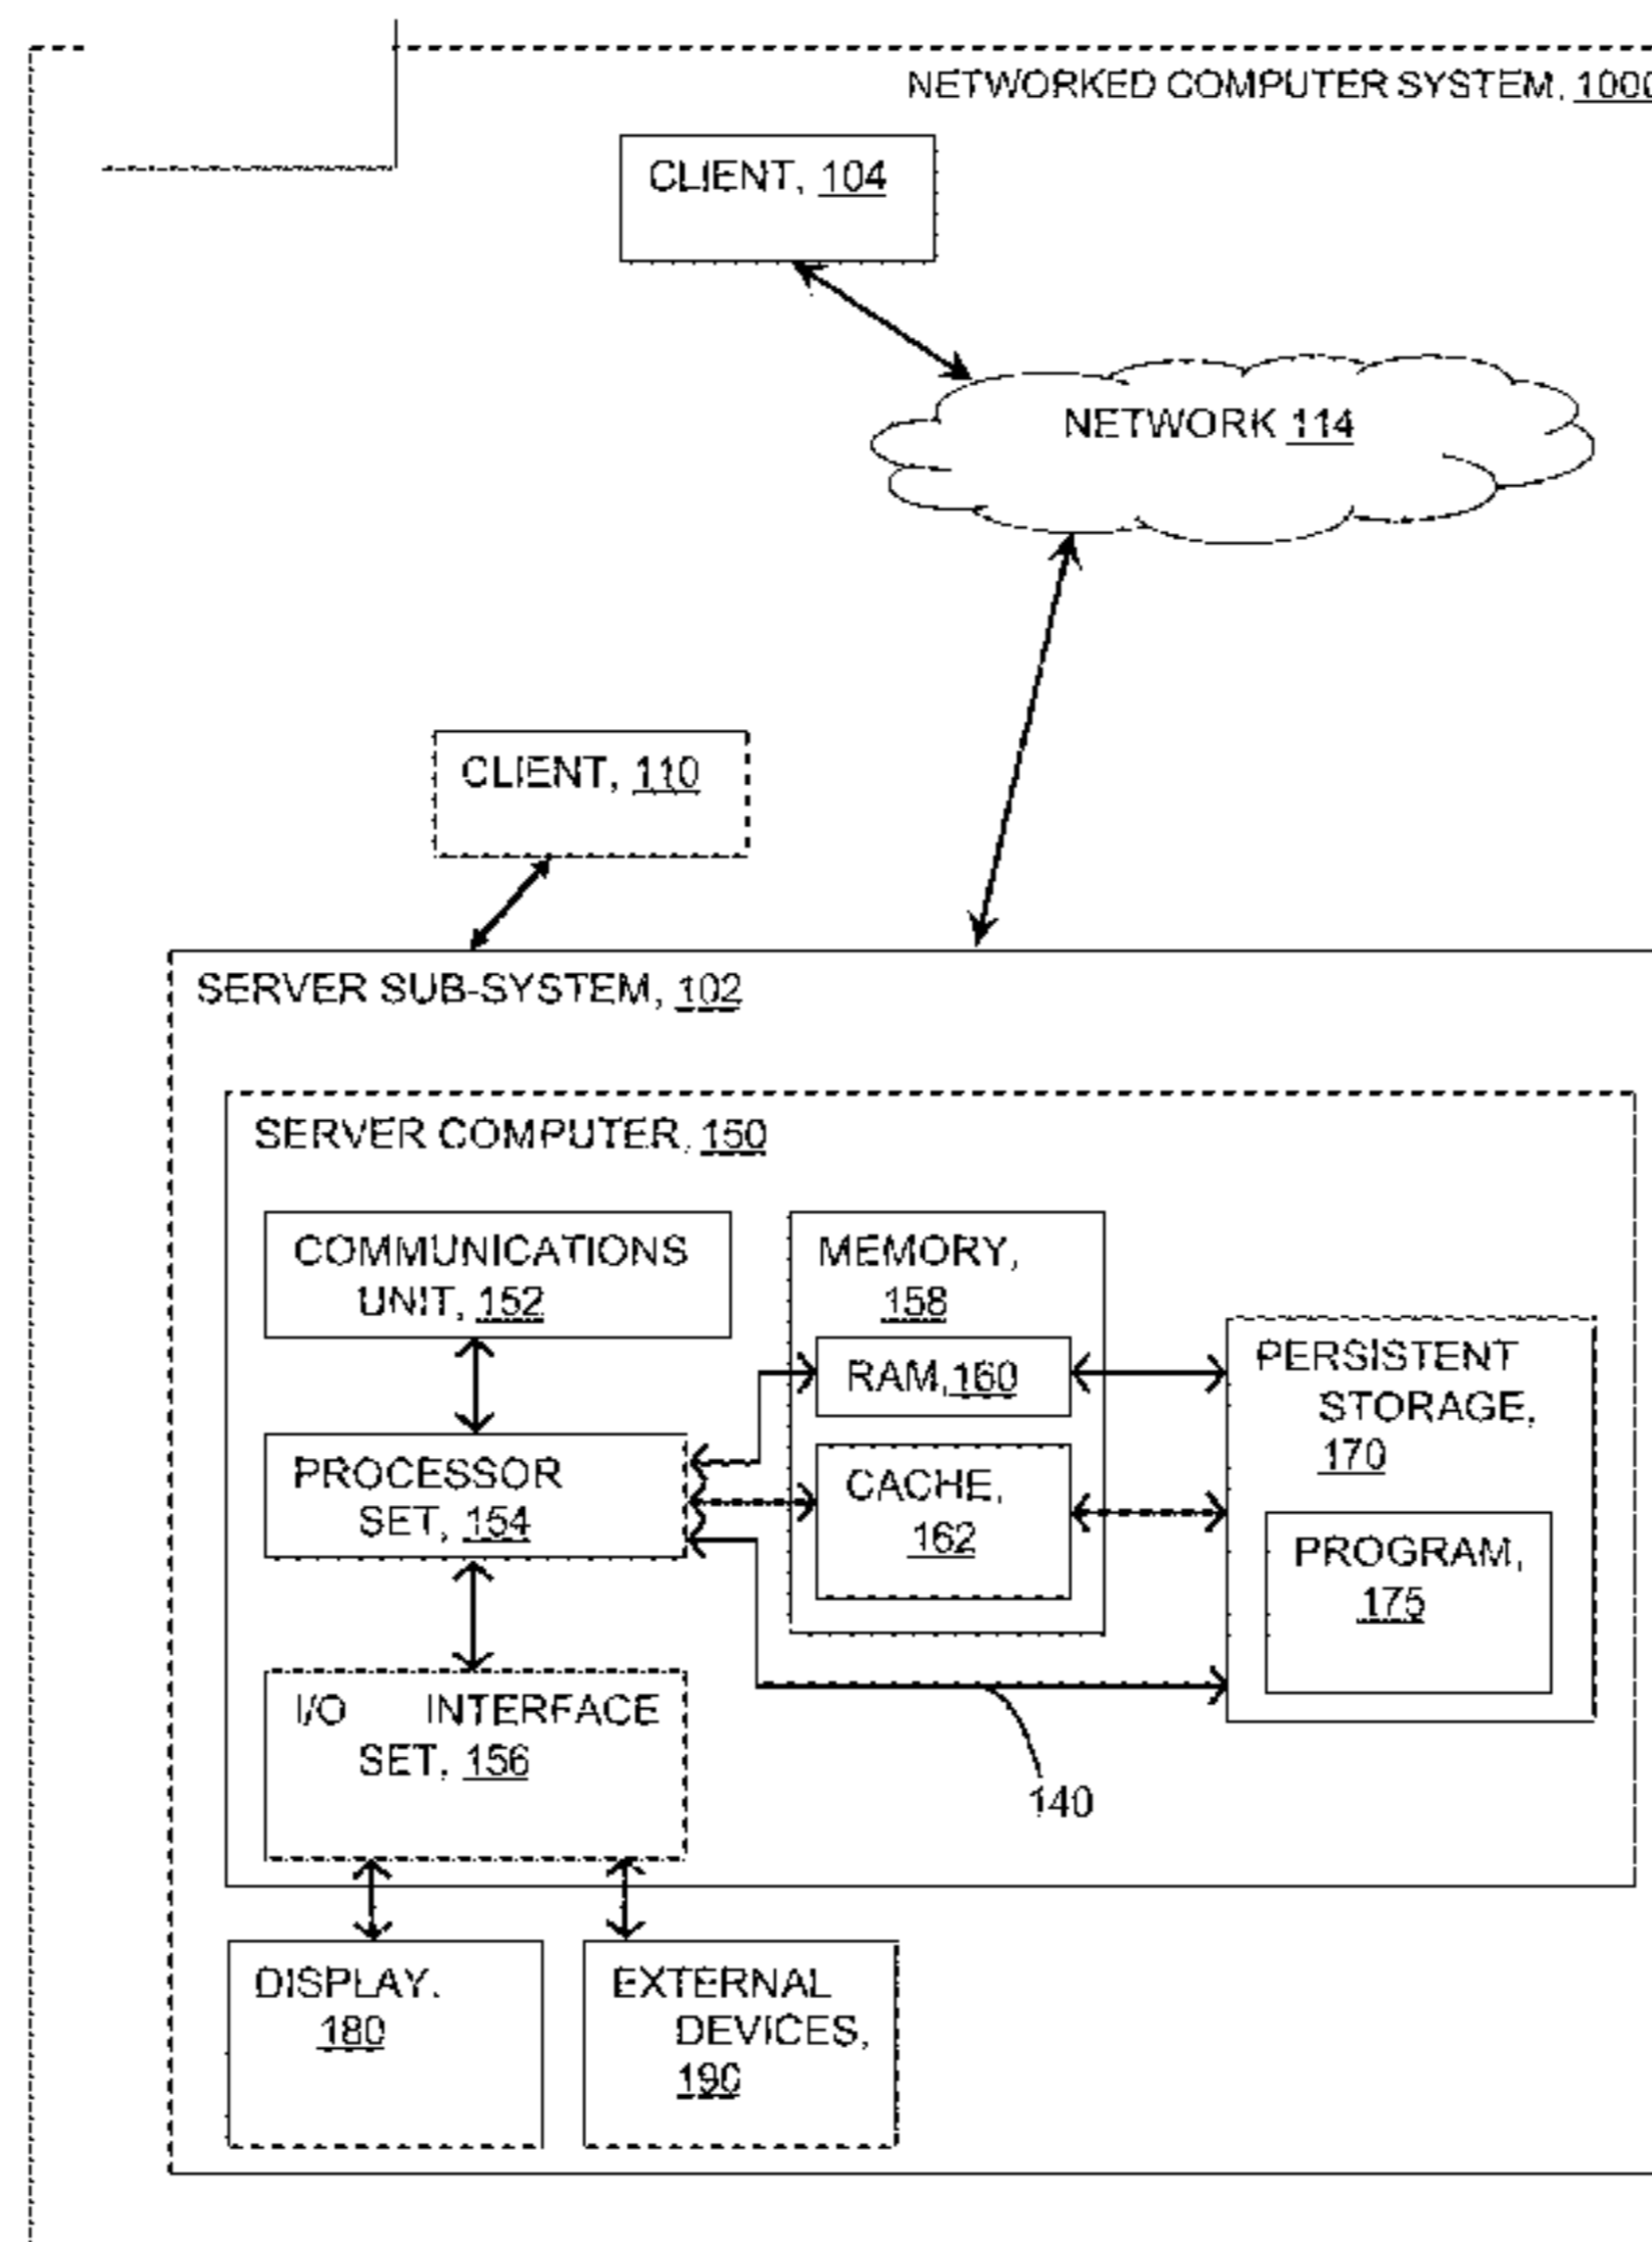 NETWORKED COMPUTER SYSTEM, 1000
CLIENT, 104
NETWORK 114
CLIENT, 110
SERVER SUB-SYSTEM, 102
SERVER COMPUTER, 150
COMMUNICATIONS
UNIT, 152
MEMORY,
158
RAM, 160
PERSISTENT
STORAGE,
170
PROCESSOR
SET, 154
CACHE,
162
PROGRAM,
175
I/O INTERFACE
SET, 156
140
DISPLAY,
180
EXTERNAL
DEVICES,
190